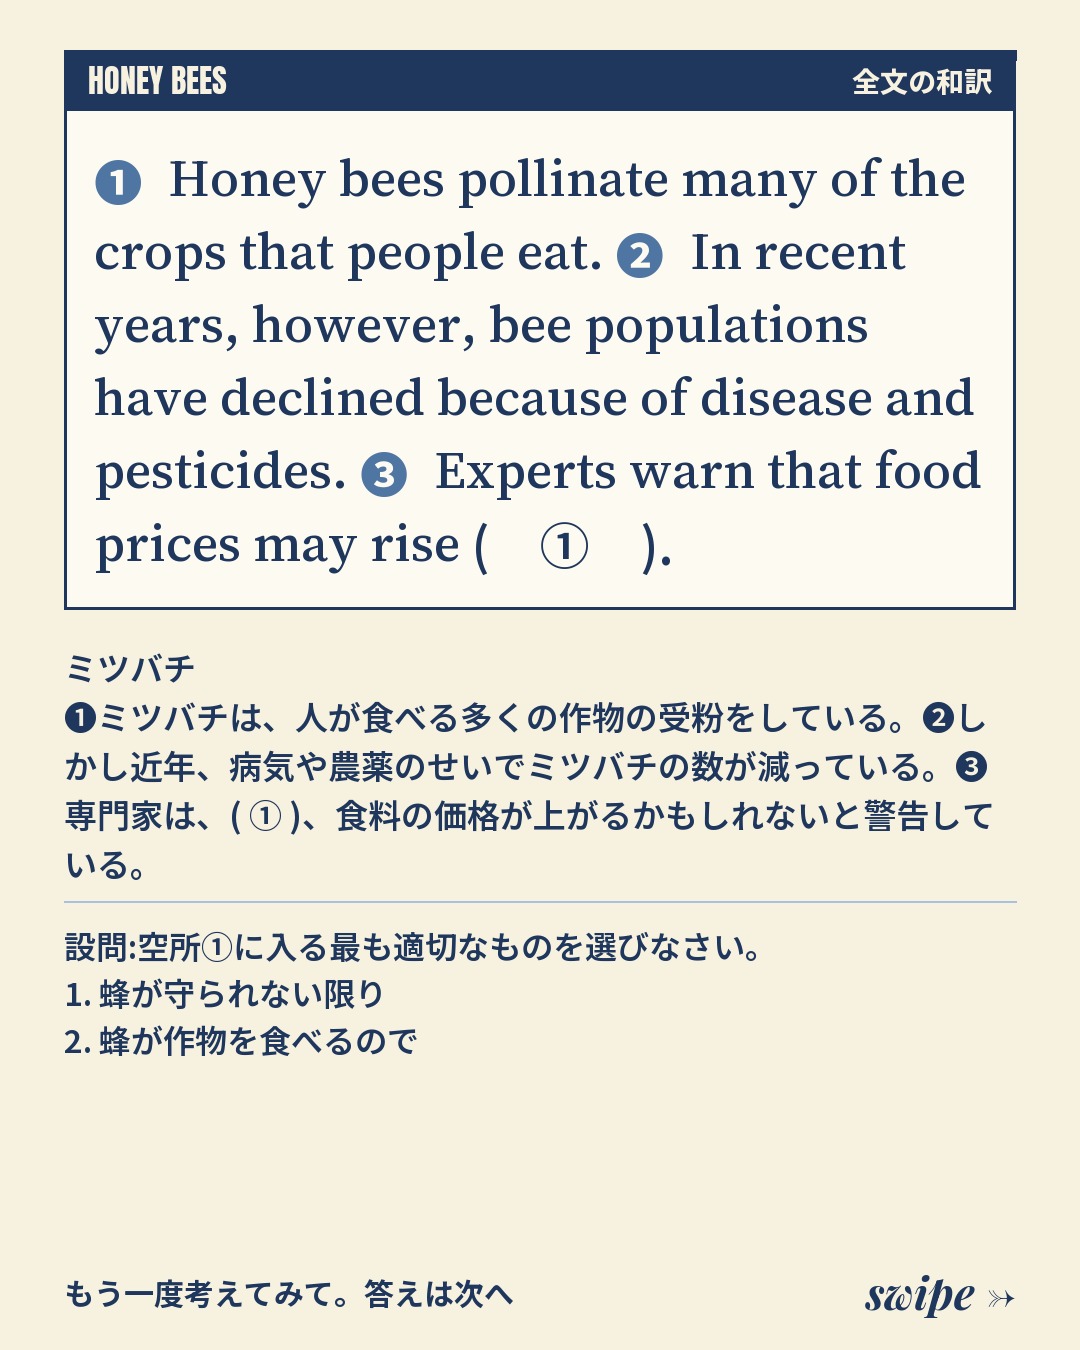 HONEY BEES
全文の和訳
❶ Honey bees pollinate many of the
crops that people eat. ❷ In recent
years, however, bee populations
have declined because of disease and
pesticides. ❸ Experts warn that food
prices may rise ( ① ).
ミツバチ
❶ミツバチは、人が食べる多くの作物の受粉をしている。❷し
かし近年、病気や農薬のせいでミツバチの数が減っている。❸
専門家は、( ① )、食料の価格が上がるかもしれないと警告して
いる。
設問:空所①に入る最も適切なものを選びなさい。
1. 蜂が守られない限り
2. 蜂が作物を食べるので
もう一度考えてみて。答えは次へ
swipe